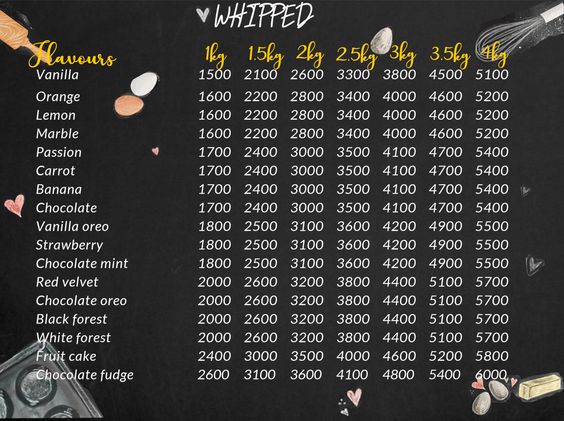 WHIPPED
Flavours 1kg 1.5kg 2kg 2.5kg 3kg 3.5kg 4kg
Vanilla 1500 2100 2600 3300 3800 4500 5100
Orange 1600 2200 2800 3400 4000 4600 5200
Lemon 1600 2200 2800 3400 4000 4600 5200
Marble 1600 2200 2800 3400 4000 4600 5200
Passion 1700 2400 3000 3500 4100 4700 5400
Carrot 1700 2400 3000 3500 4100 4700 5400
Banana 1700 2400 3000 3500 4100 4700 5400
Chocolate 1700 2400 3000 3500 4100 4700 5400
Vanilla oreo 1800 2500 3100 3600 4200 4900 5500
Strawberry 1800 2500 3100 3600 4200 4900 5500
Chocolate mint 1800 2500 3100 3600 4200 4900 5500
Red velvet 2000 2600 3200 3800 4400 5100 5700
Chocolate oreo 2000 2600 3200 3800 4400 5100 5700
Black forest 2000 2600 3200 3800 4400 5100 5700
White forest 2000 2600 3200 3800 4400 5100 5700
Fruit cake 2400 3000 3500 4000 4600 5200 5800
Chocolate fudge 2600 3100 3600 4100 4800 5400 6000